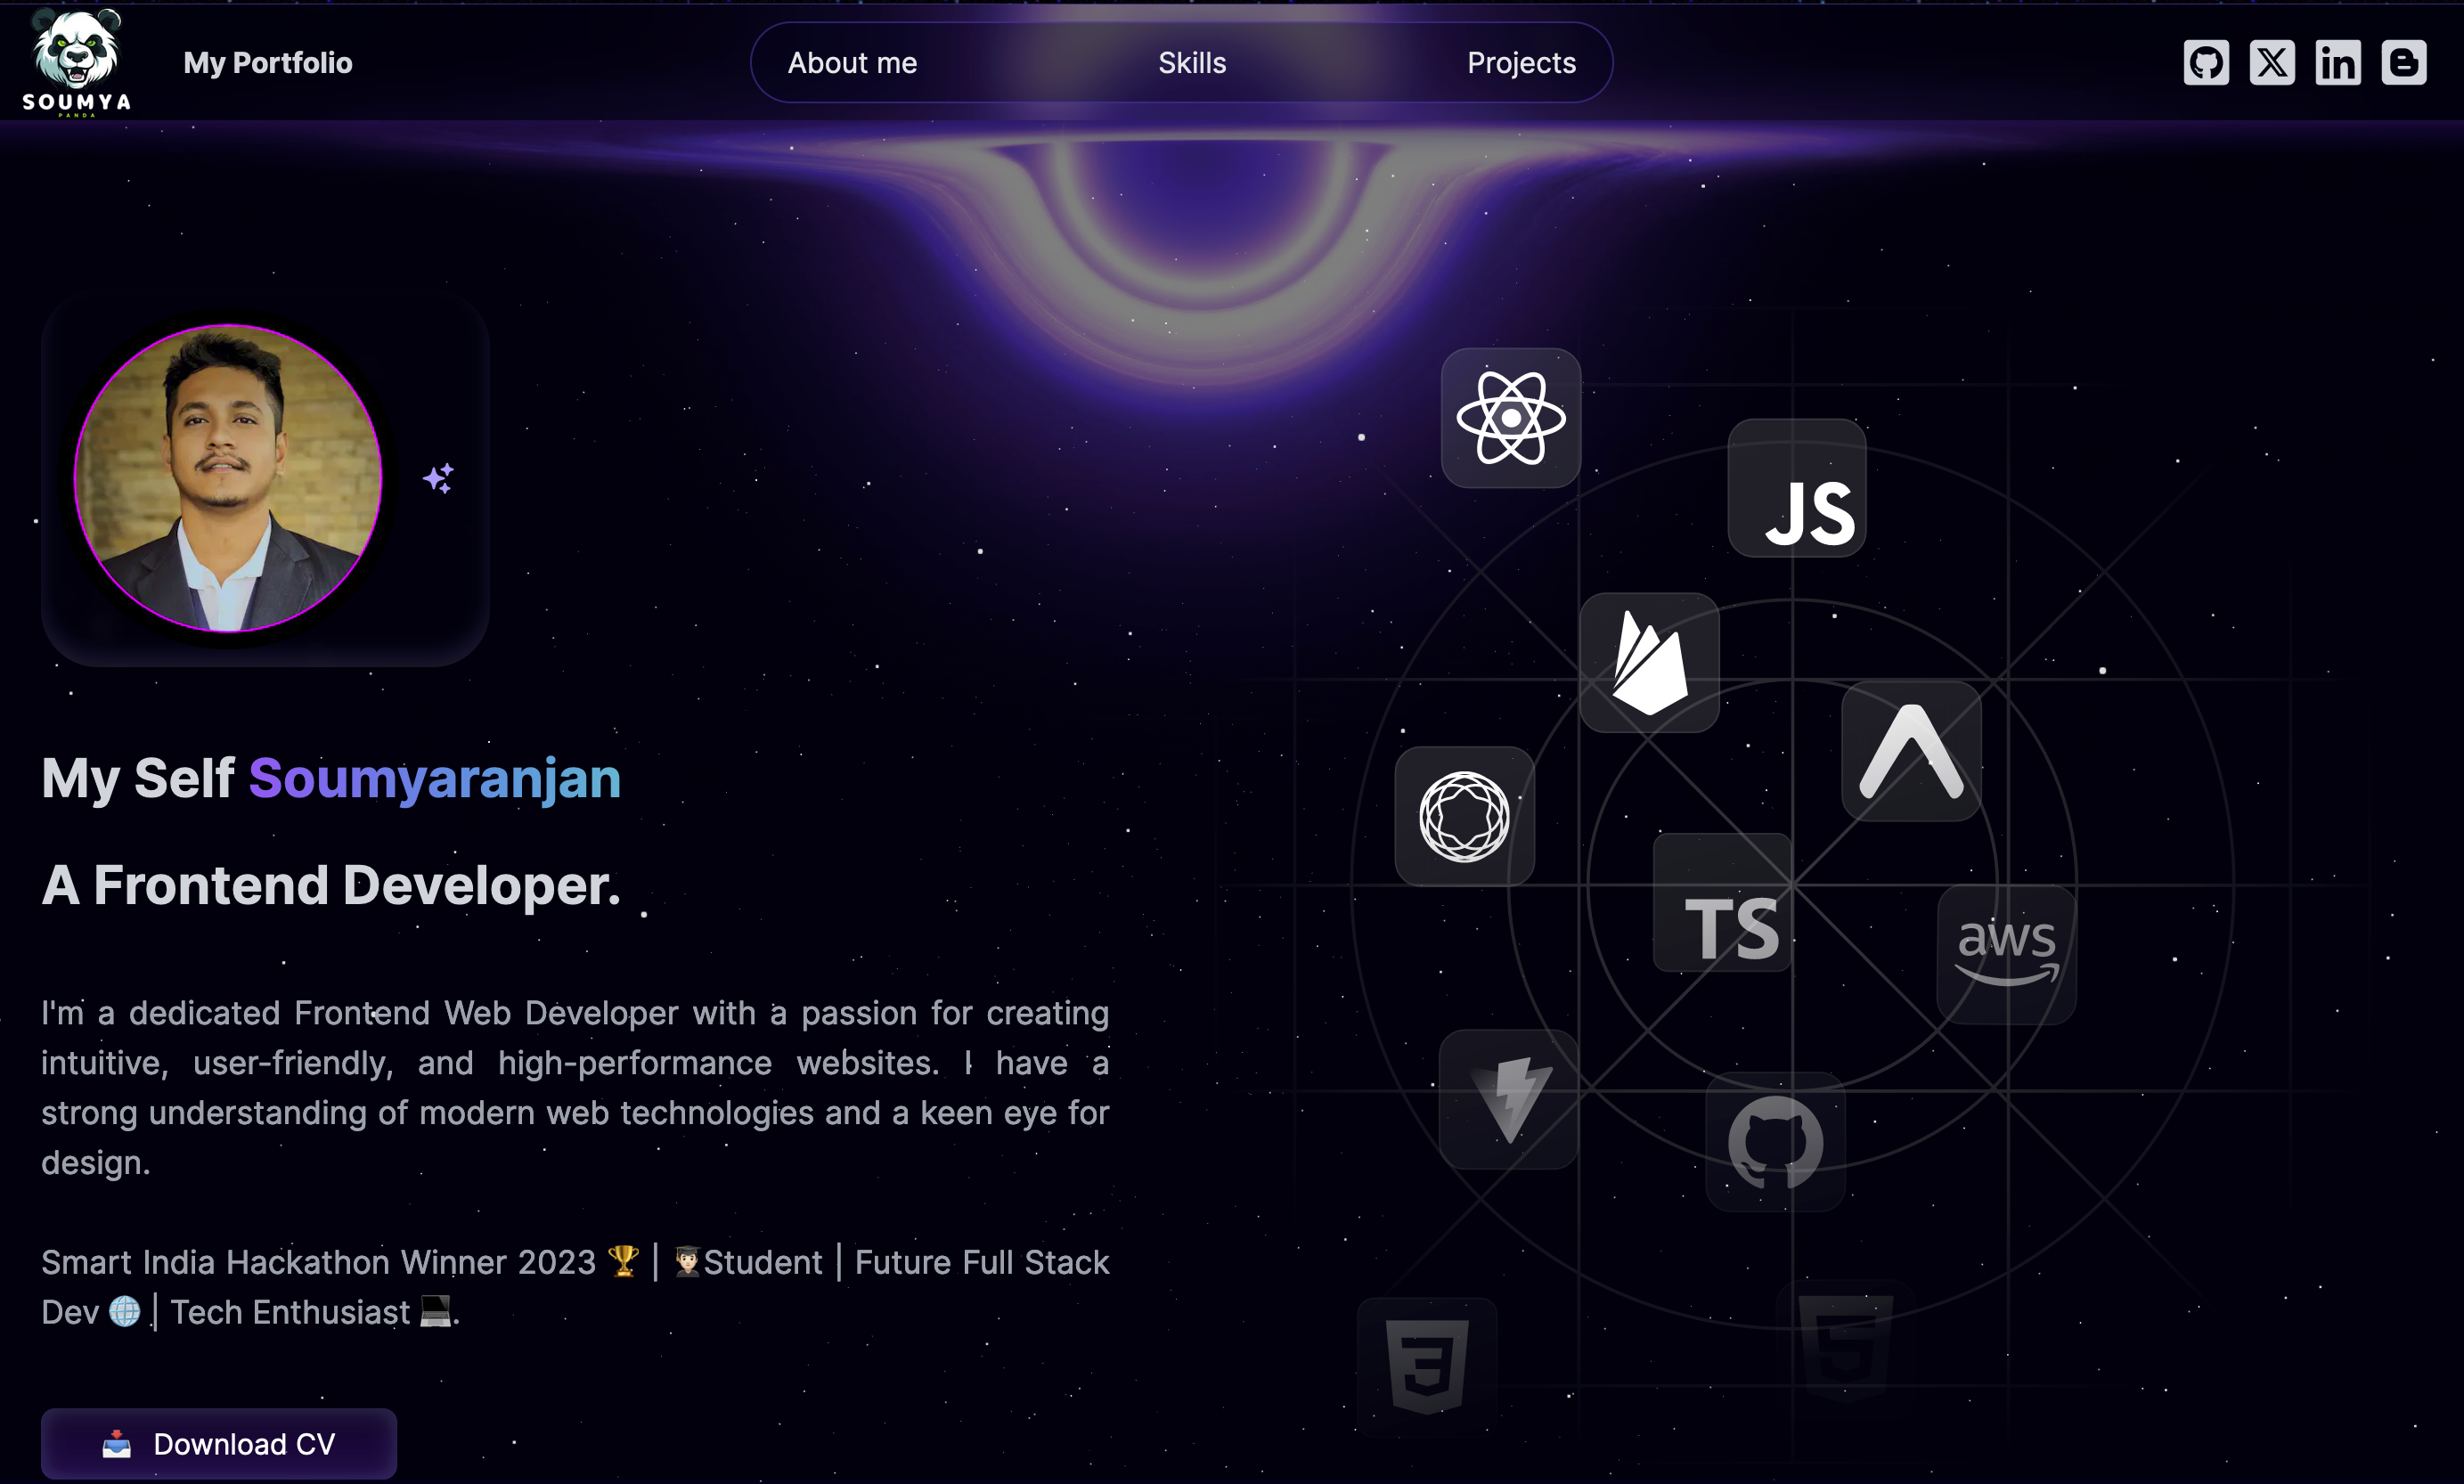 SOUMYA
PANDA
My Portfolio
About me
Skills
Projects
in
My Self Soumyaranjan
A Frontend Developer.
I'm a dedicated Frontend Web Developer with a passion for creating
intuitive, user-friendly, and high-performance websites. I have a
strong understanding of modern web technologies and a keen eye for
design.
Smart India Hackathon Winner 2023 🏆 | 👨🏻‍🎓Student | Future Full Stack
Dev 🌐 | Tech Enthusiast 💻.
📥 Download CV
JS
TS
aws
3
5